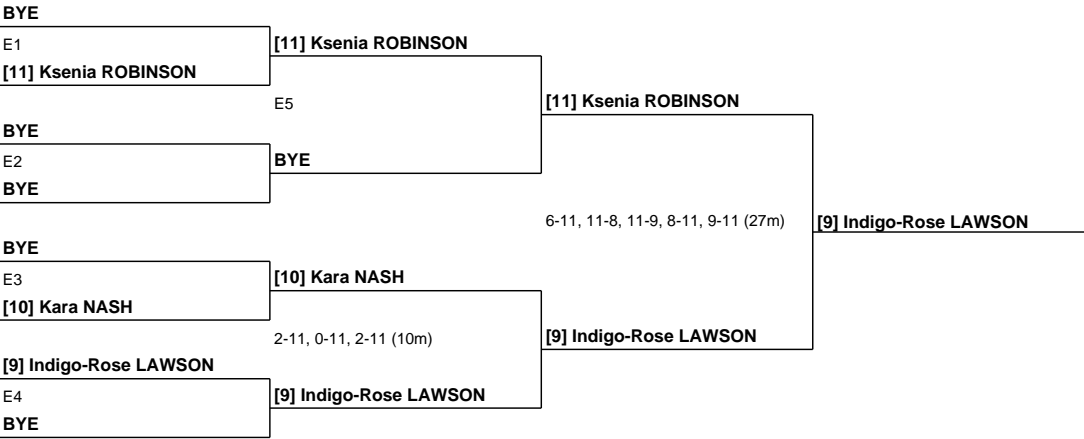 BYE
E1
[11] Ksenia ROBINSON
[11] Ksenia ROBINSON
E5
BYE
E2
BYE
BYE
[11] Ksenia ROBINSON
6-11, 11-8, 11-9, 8-11, 9-11 (27m)
[9] Indigo-Rose LAWSON
BYE
E3
[10] Kara NASH
[10] Kara NASH
2-11, 0-11, 2-11 (10m)
[9] Indigo-Rose LAWSON
[9] Indigo-Rose LAWSON
E4
BYE
[9] Indigo-Rose LAWSON